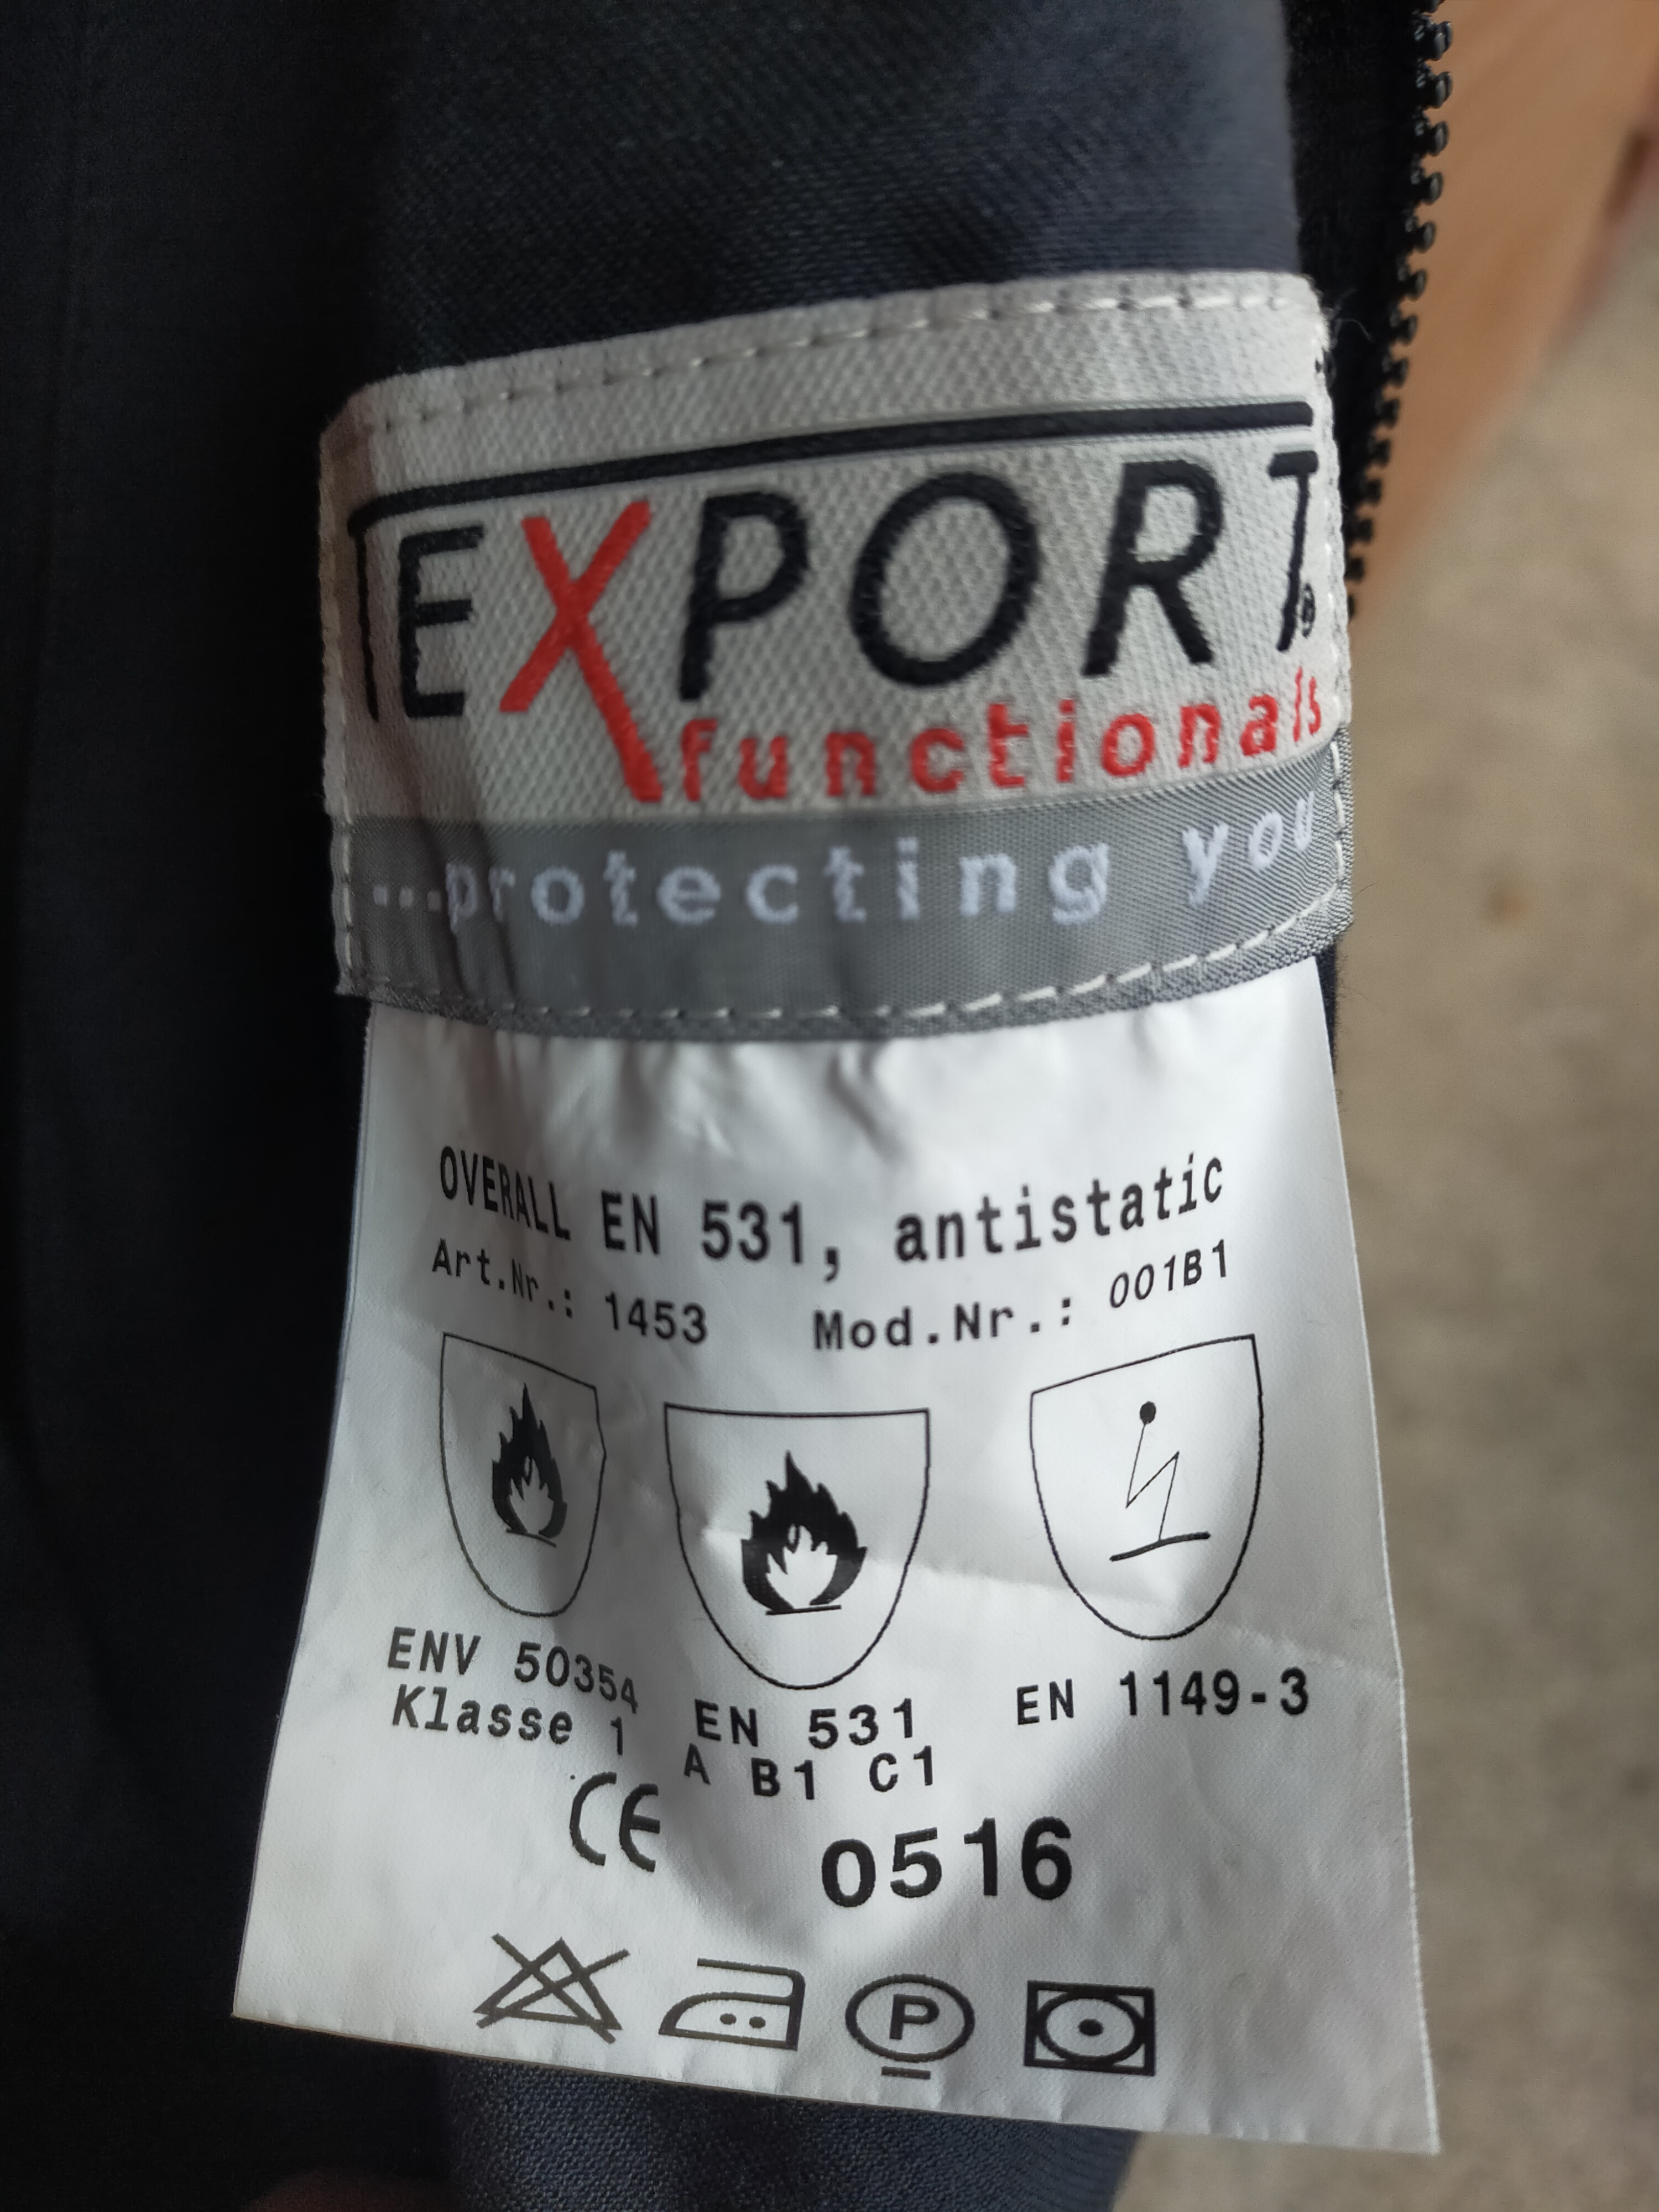 TEXPORT®
functionals
...protecting you
OVERALL EN 531, antistatic
Art.Nr.: 1453 Mod.Nr.: 001B1
ENV 50354 EN 531 EN 1149-3
Klasse 1 A B1 C1
CE 0516
P